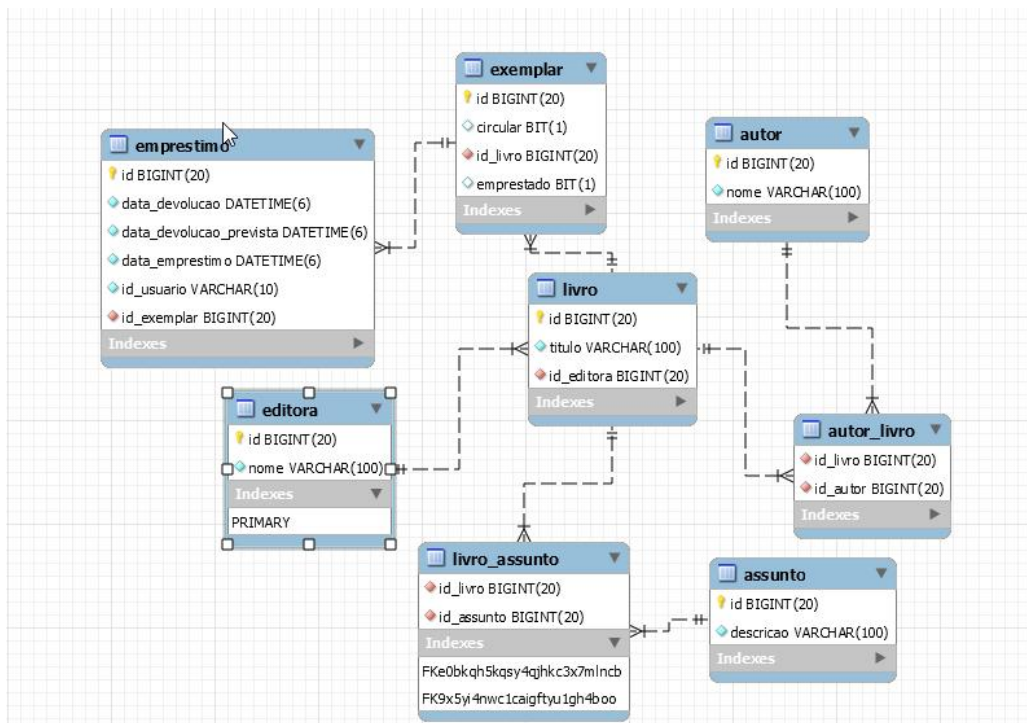 exemplar
id BIGINT(20)
circular BIT(1)
id_livro BIGINT(20)
emprestado BIT(1)
Indexes
emprestimo
id BIGINT(20)
data_devolucao DATETIME(6)
data_devolucao_prevista DATETIME(6)
data_emprestimo DATETIME(6)
id_usuario VARCHAR(10)
id_exemplar BIGINT(20)
Indexes
autor
id BIGINT(20)
nome VARCHAR(100)
Indexes
livro
id BIGINT(20)
titulo VARCHAR(100)
id_editora BIGINT(20)
Indexes
editora
id BIGINT(20)
nome VARCHAR(100)
Indexes
PRIMARY
autor_livro
id_livro BIGINT(20)
id_autor BIGINT(20)
Indexes
livro_assunto
id_livro BIGINT(20)
id_assunto BIGINT(20)
Indexes
FKe0bkqh5kqsy4qjhkc3x7mlncb
FK9x5yi4nwc1caigftyu1gh4boo
assunto
id BIGINT(20)
descricao VARCHAR(100)
Indexes